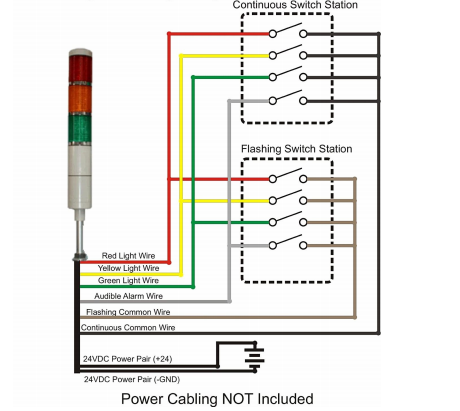 Continuous Switch Station
Flashing Switch Station
Red Light Wire
Yellow Light Wire
Green Light Wire
Audible Alarm Wire
Flashing Common Wire
Continuous Common Wire
24VDC Power Pair (+24)
24VDC Power Pair (-GND)
Power Cabling NOT Included